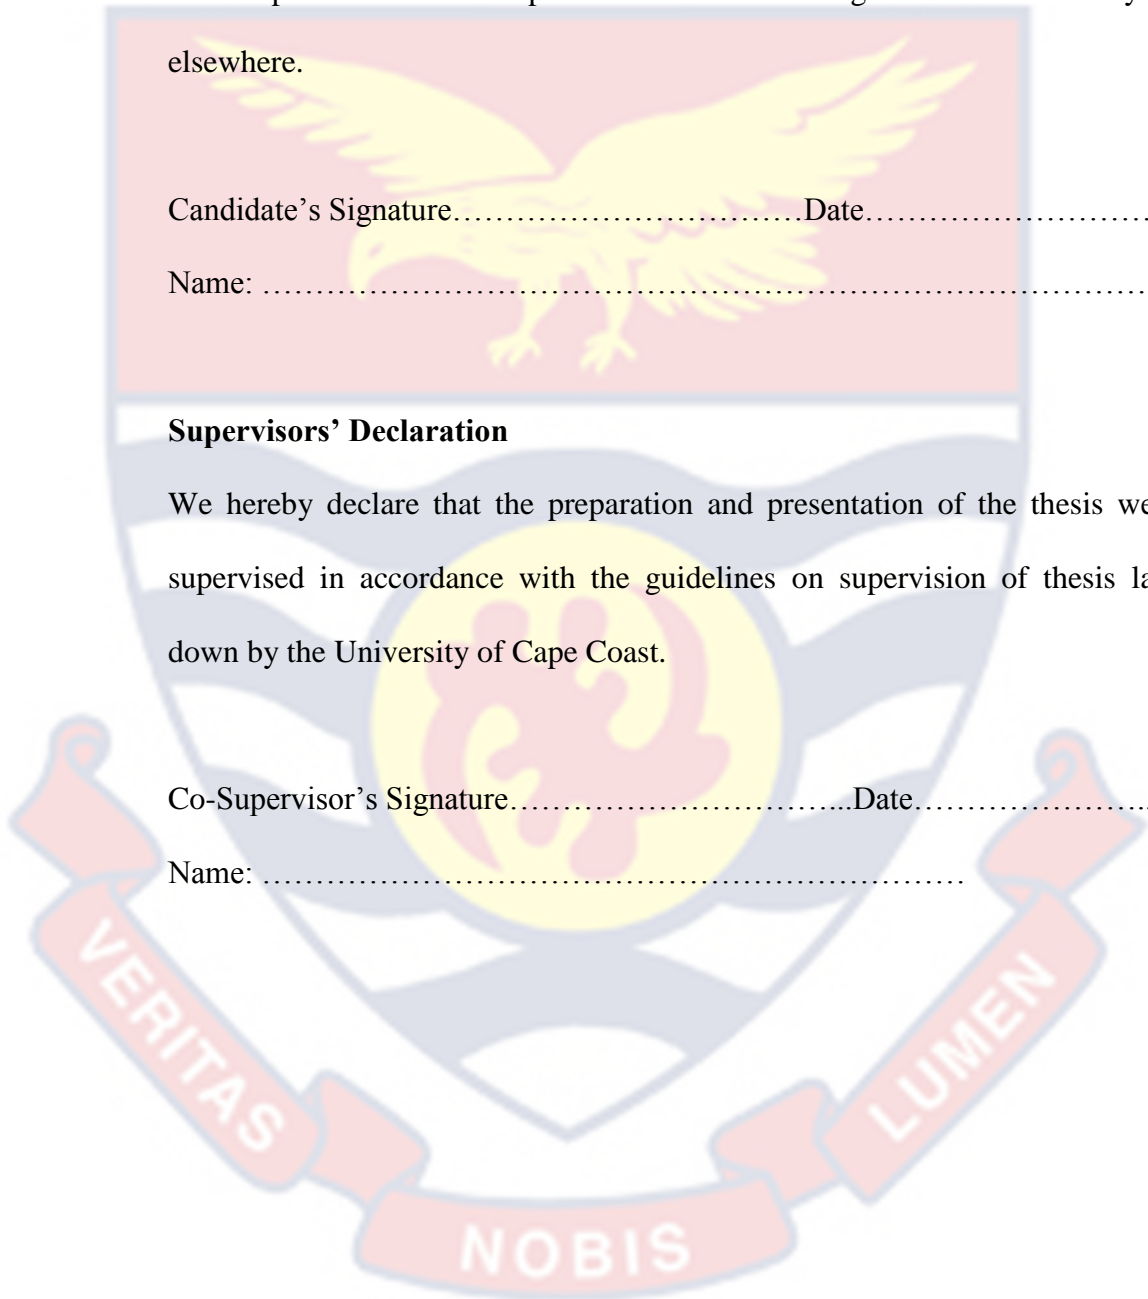 elsewhere.
Candidate’s Signature……………………………Date………………………
Name: …………………………………………………………………………
Supervisors’ Declaration
We hereby declare that the preparation and presentation of the thesis we
supervised in accordance with the guidelines on supervision of thesis la
down by the University of Cape Coast.
Co-Supervisor’s Signature…………………………...Date…………………..
Name: …………………………………………………………
VERITAS
NOBIS
LUMEN